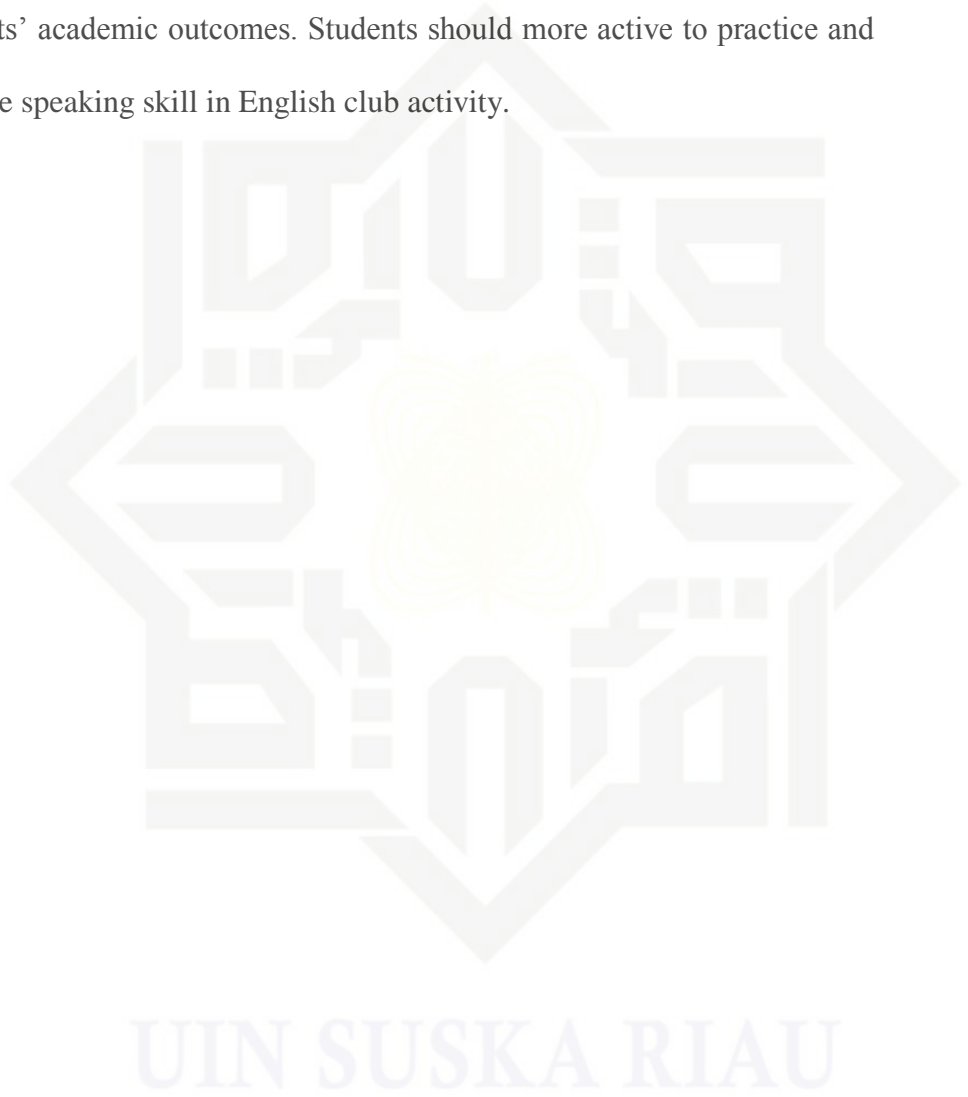 ts’ academic outcomes. Students should more active to practice and
e speaking skill in English club activity.
UIN SUSKA RIAU